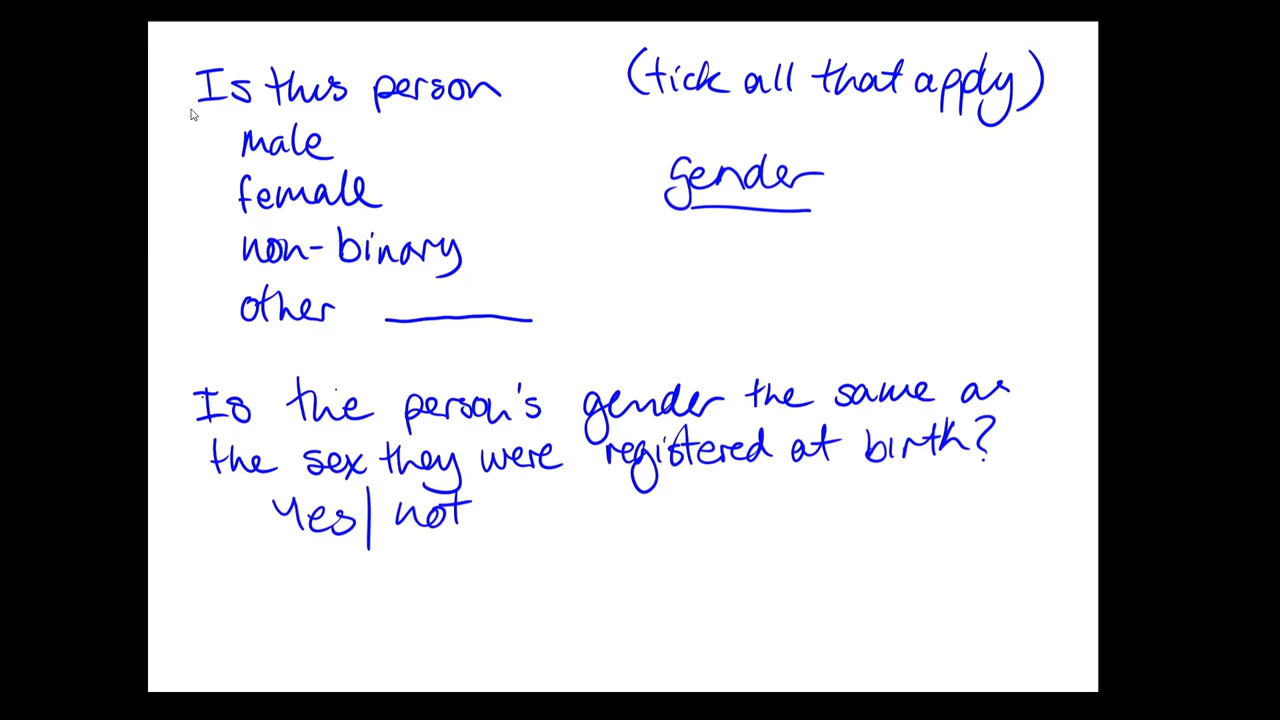 Is this person (tick all that apply)
male
gender
female
non-binary
other
Is the person's gender the same as
the sex they were registered at birth?
Yes | not